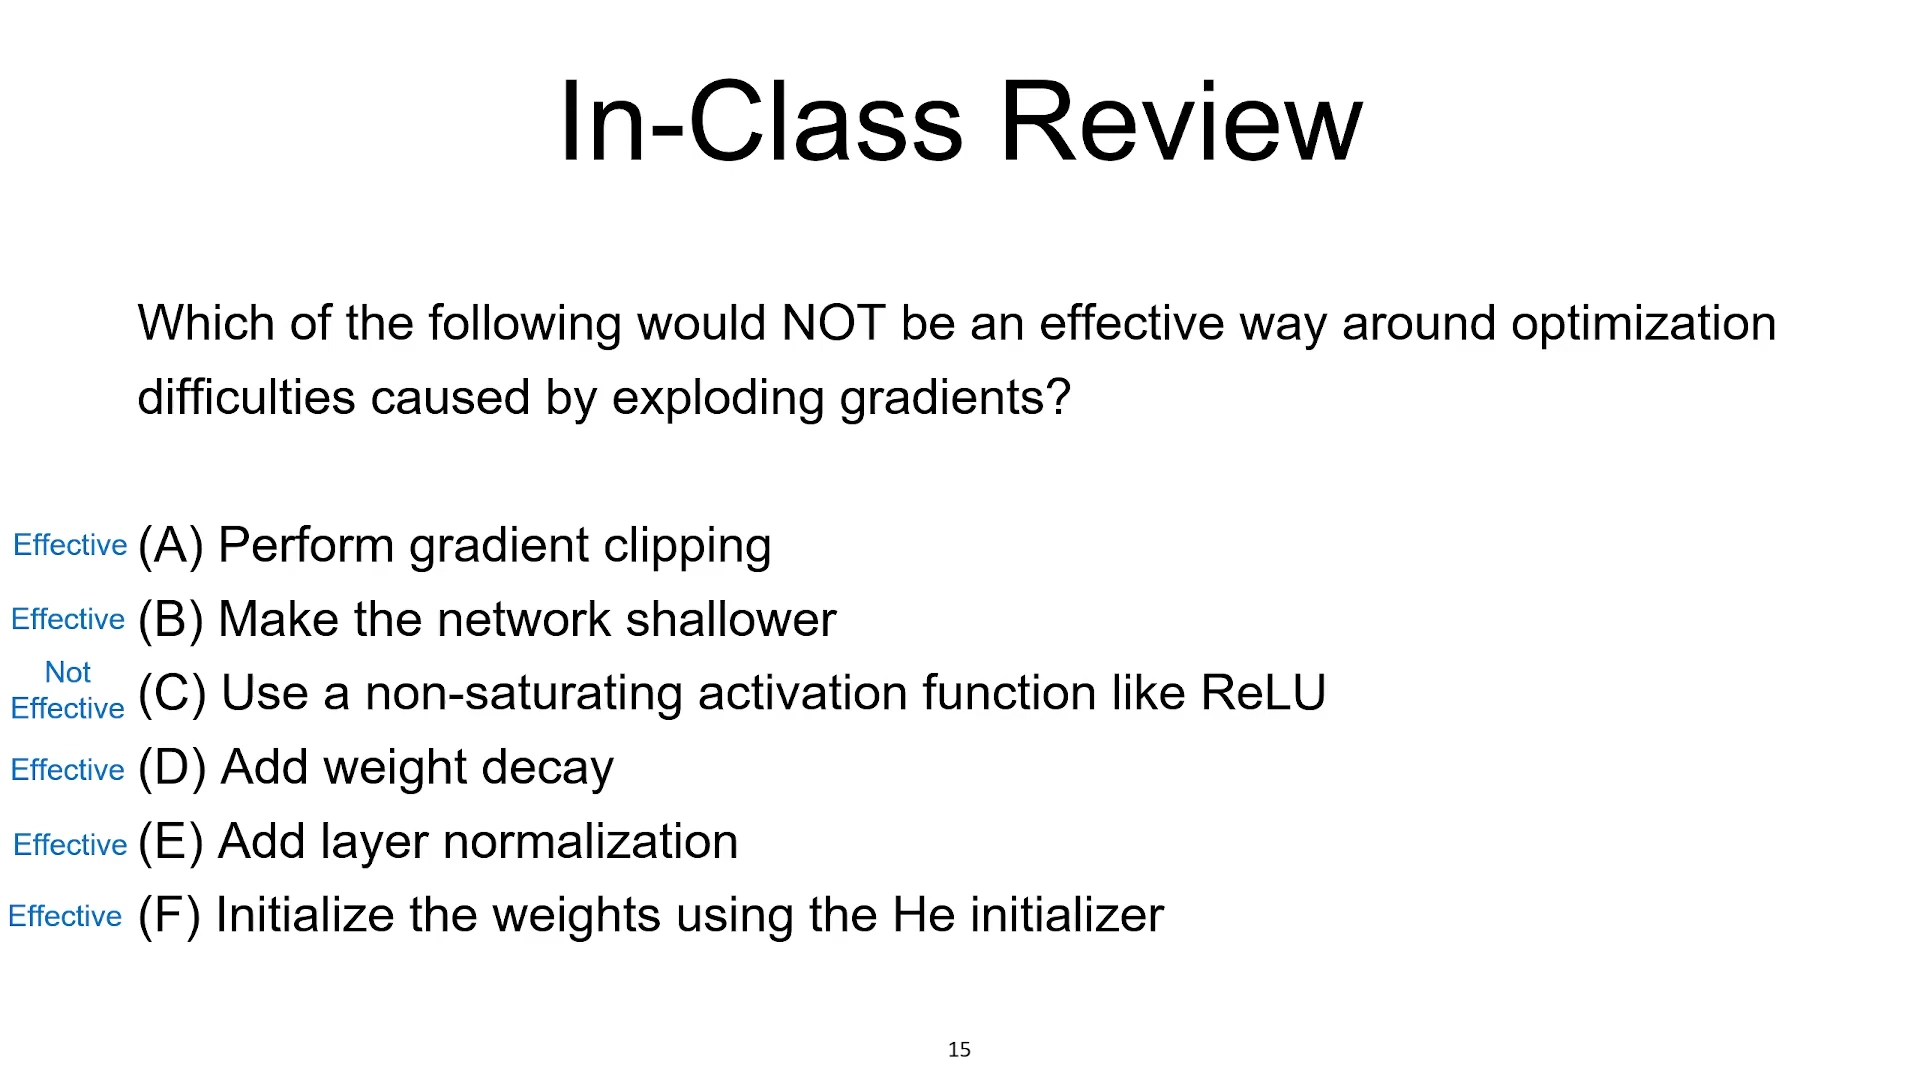 In-Class Review
Which of the following would NOT be an effective way around optimization
difficulties caused by exploding gradients?
Effective (A) Perform gradient clipping
Effective (B) Make the network shallower
Not
Effective (C) Use a non-saturating activation function like ReLU
Effective (D) Add weight decay
Effective (E) Add layer normalization
Effective (F) Initialize the weights using the He initializer
15